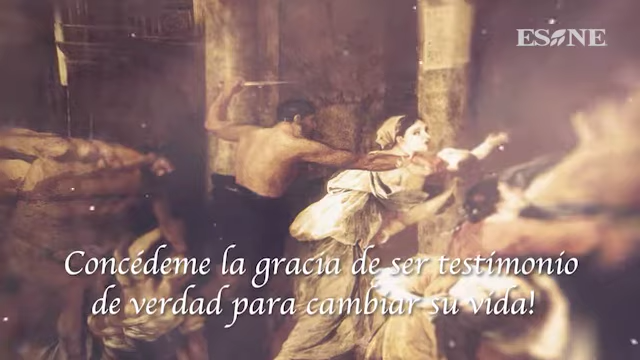 ESNE
Concédeme la gracia de ser testimonio
de verdad para cambiar su vida!